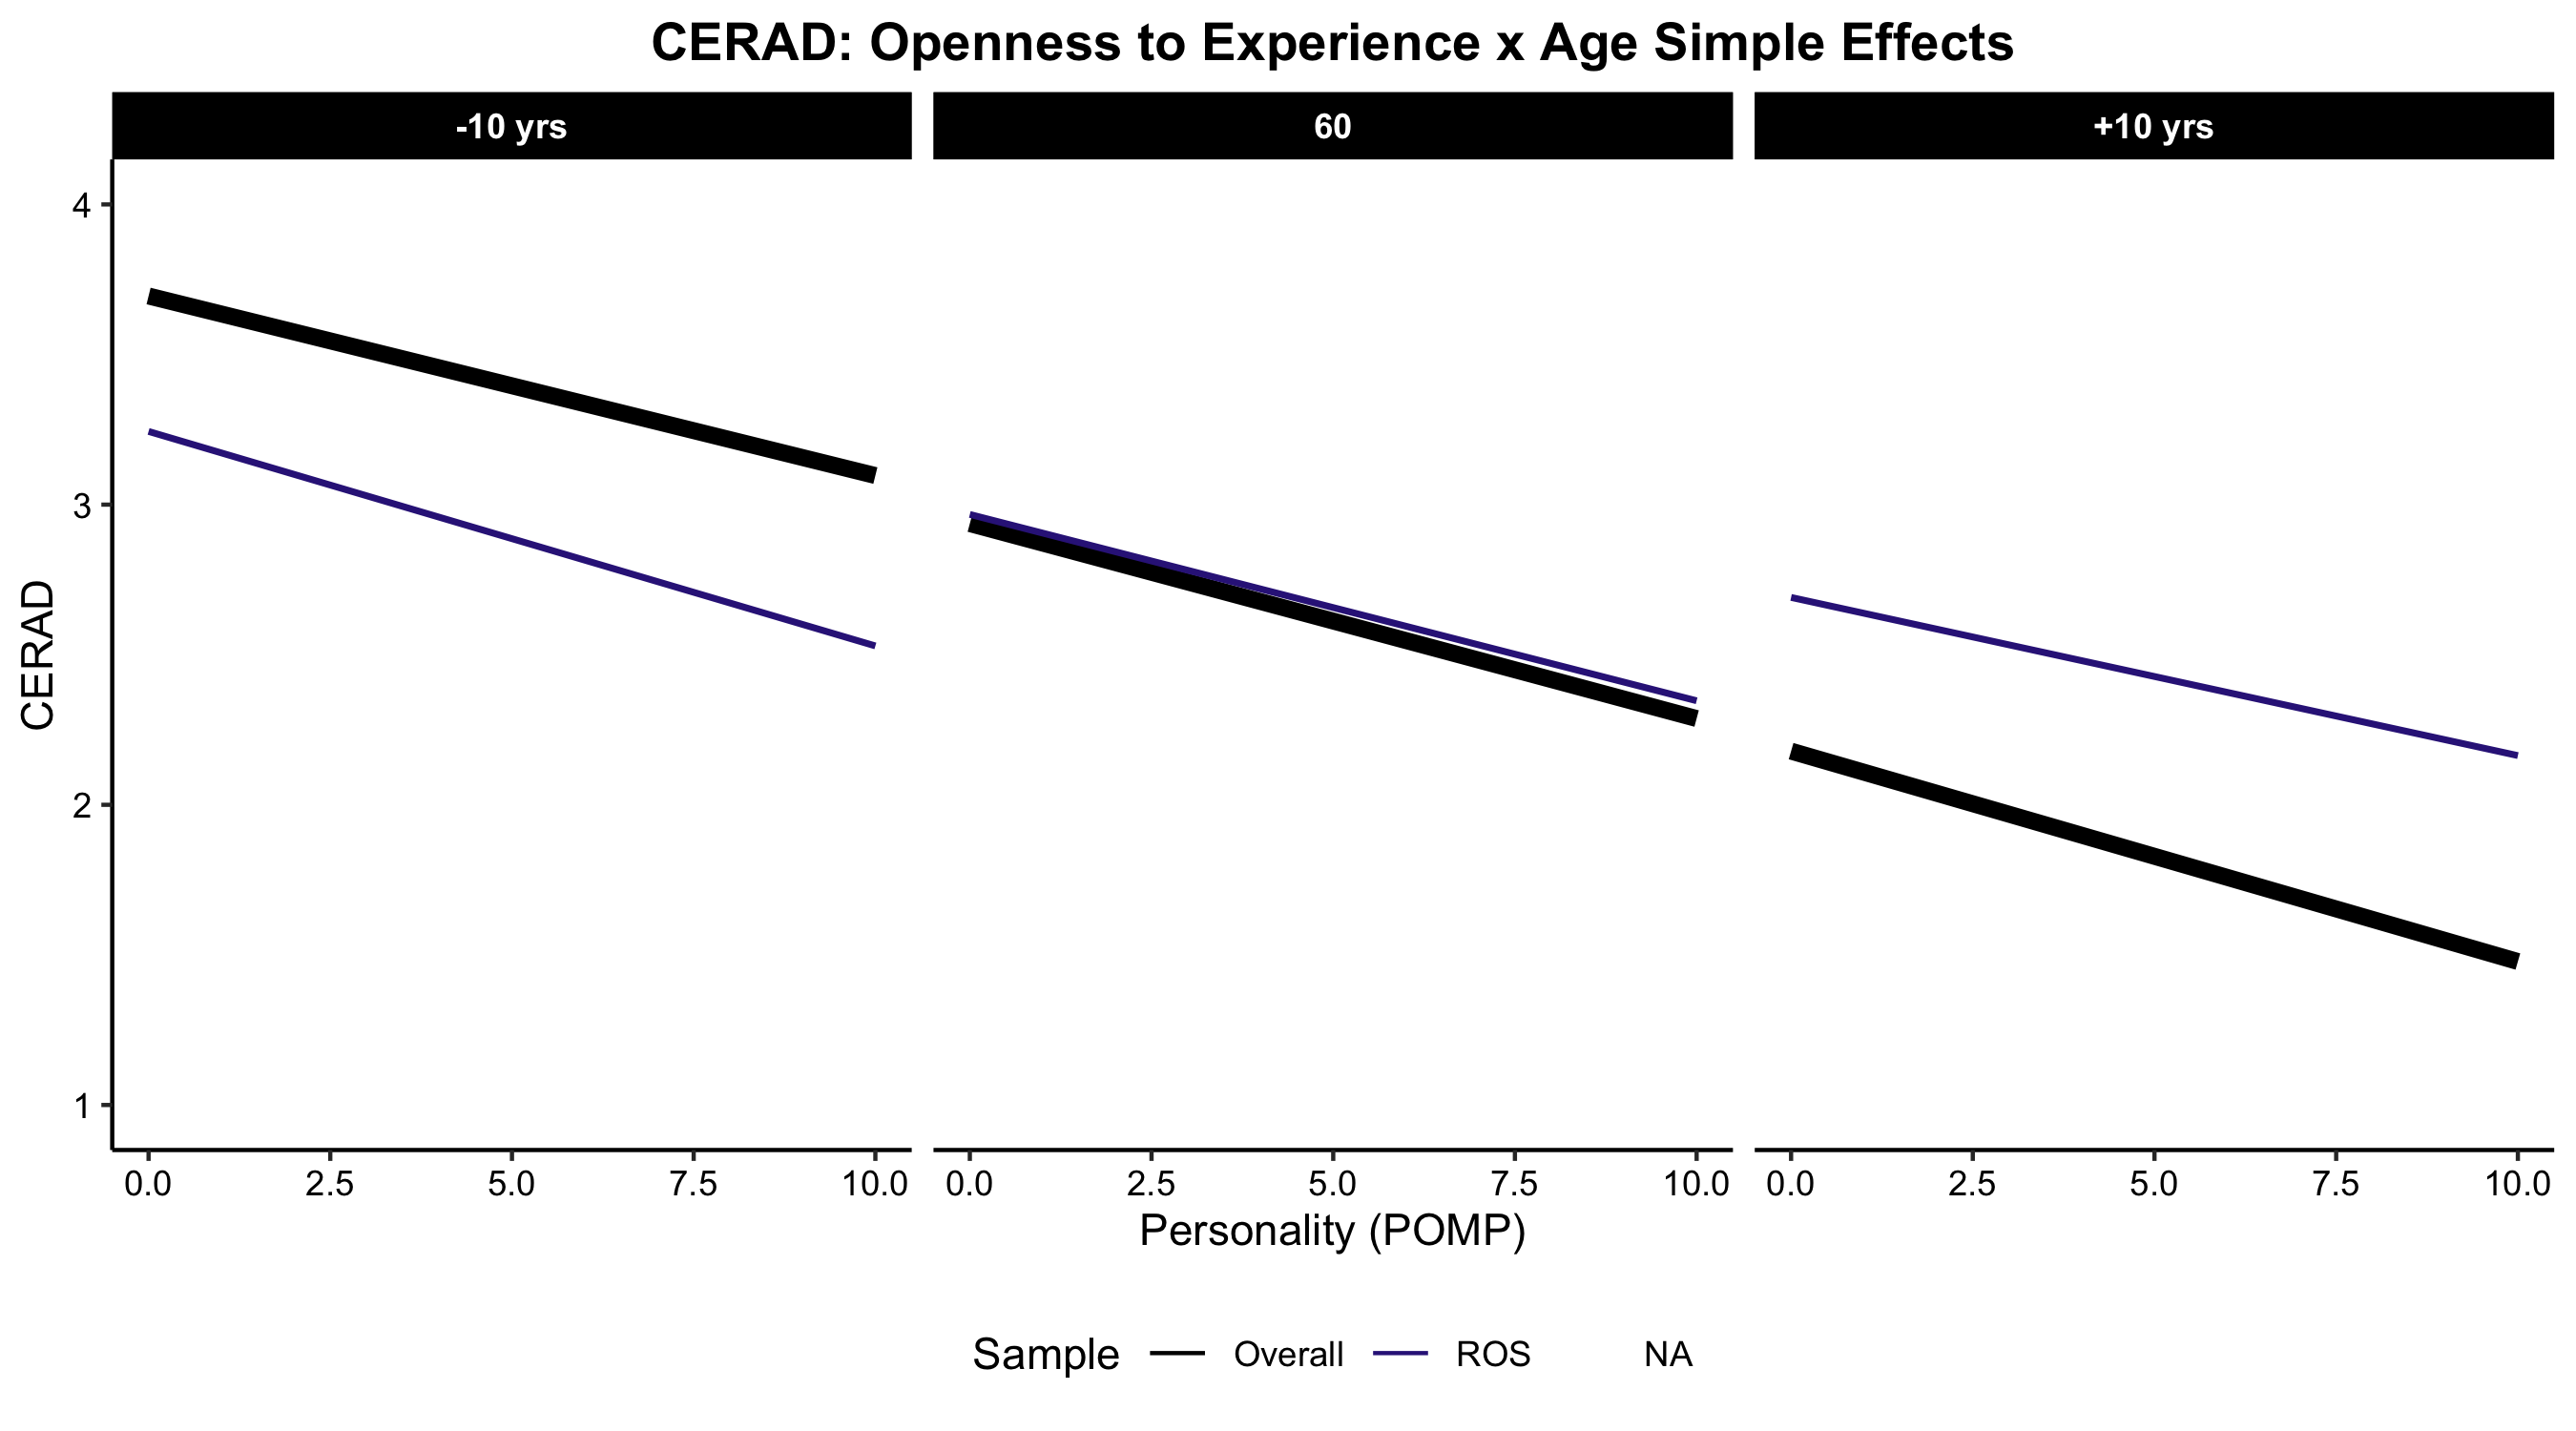 CERAD: Openness to Experience x Age Simple Effects
-10 yrs 60 +10 yrs
4
3
2
1
CERAD
0.0 2.5 5.0 7.5 10.0 0.0 2.5 5.0 7.5 10.0 0.0 2.5 5.0 7.5 10.0
Personality (POMP)
Sample Overall ROS NA